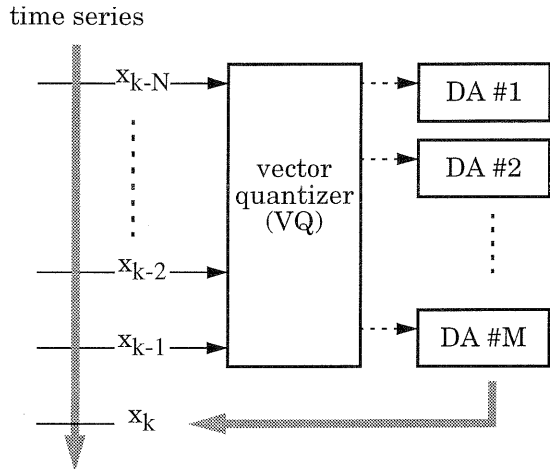 time series
x_{k-N}
DA #1
DA #2
vector
quantizer
(VQ)
x_{k-2}
x_{k-1}
DA #M
x_k